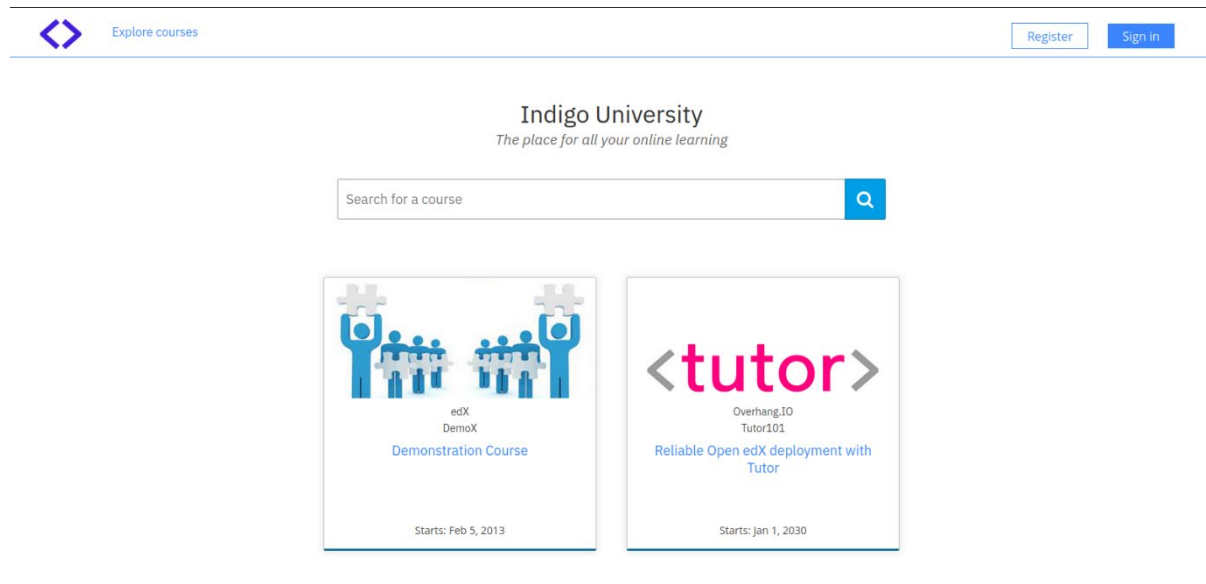 Explore courses
Register
Sign in
Indigo University
The place for all your online learning
Search for a course
edX
DemoX
Demonstration Course
Starts: Feb 5, 2013
<tutor>
Overhang.IO
Tutor101
Reliable Open edX deployment with
Tutor
Starts: Jan 1, 2030